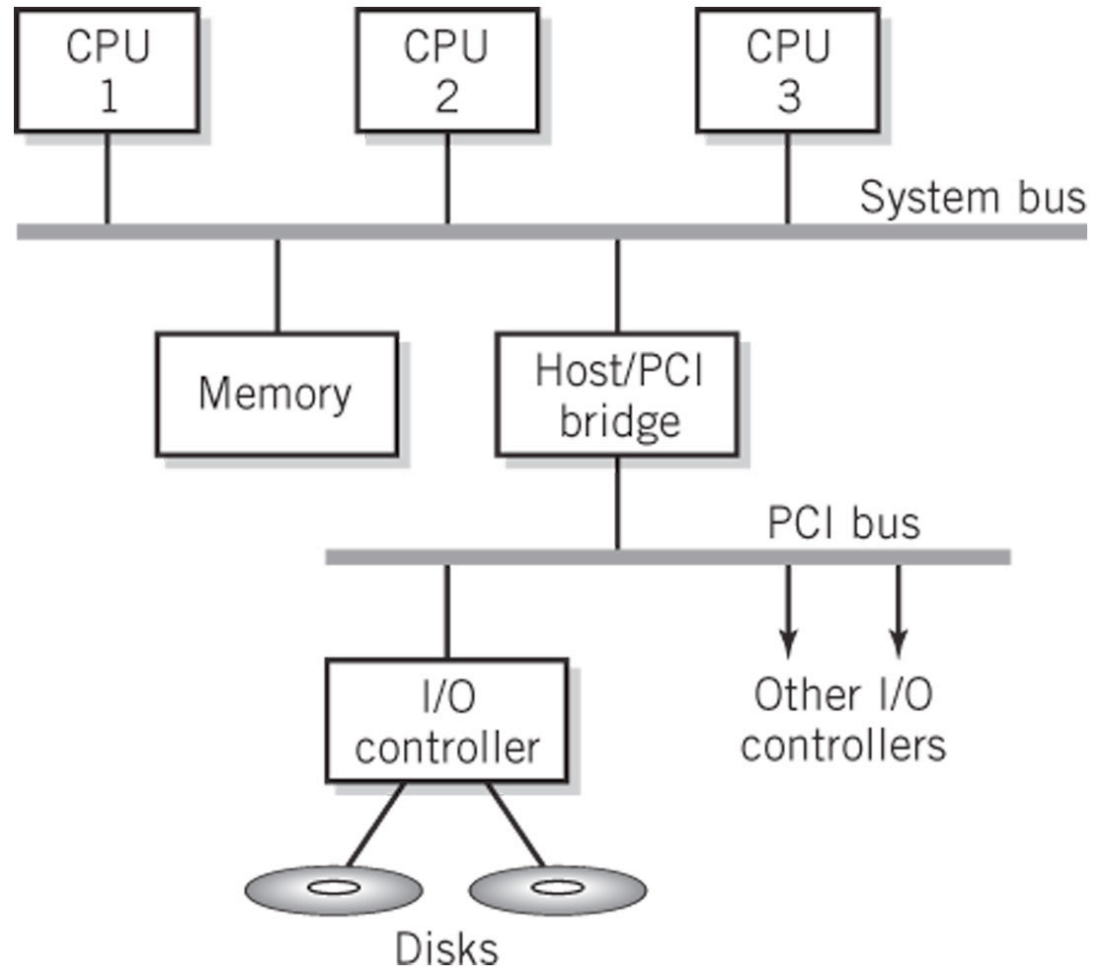 CPU
1
CPU
2
CPU
3
System bus
Memory
Host/PCI
bridge
PCI bus
I/O
controller
Other I/O
controllers
Disks